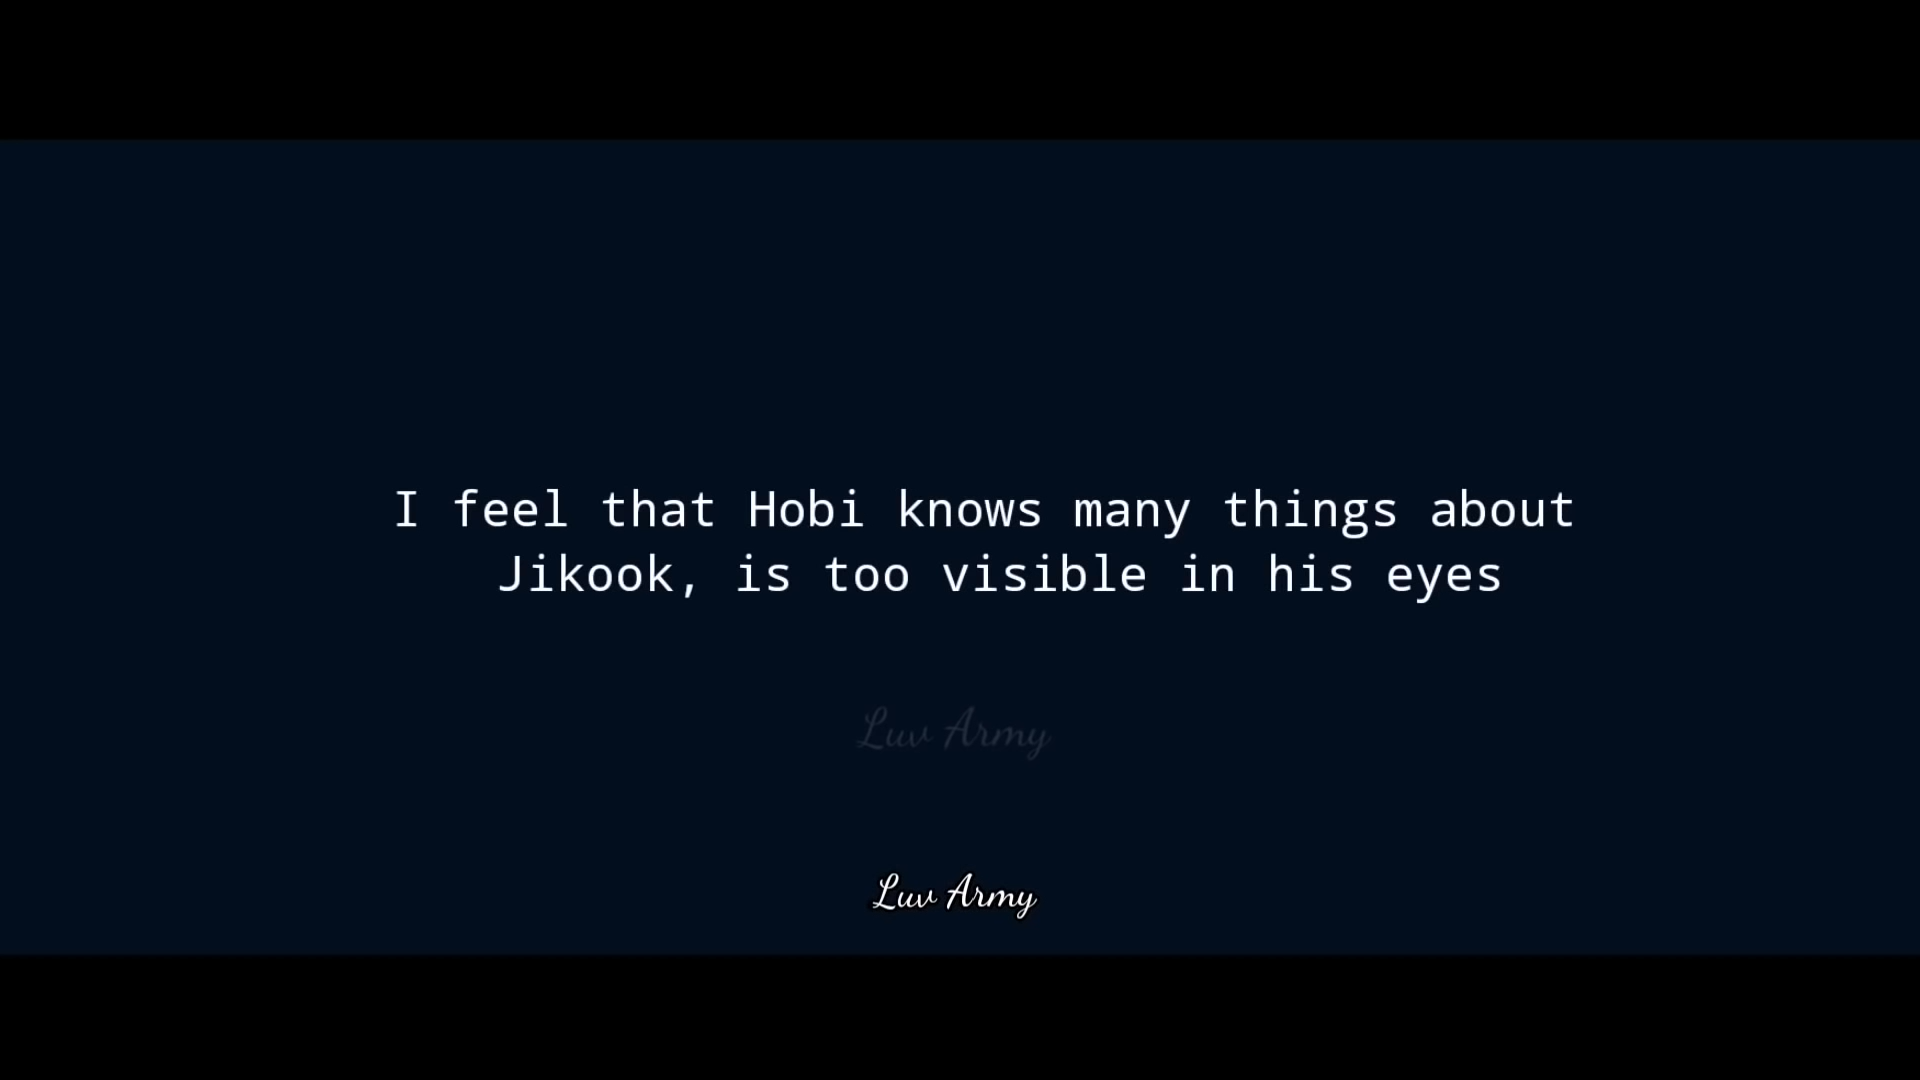 I feel that Hobi knows many things about
Jikook, is too visible in his eyes
Luv Army
Luv Army